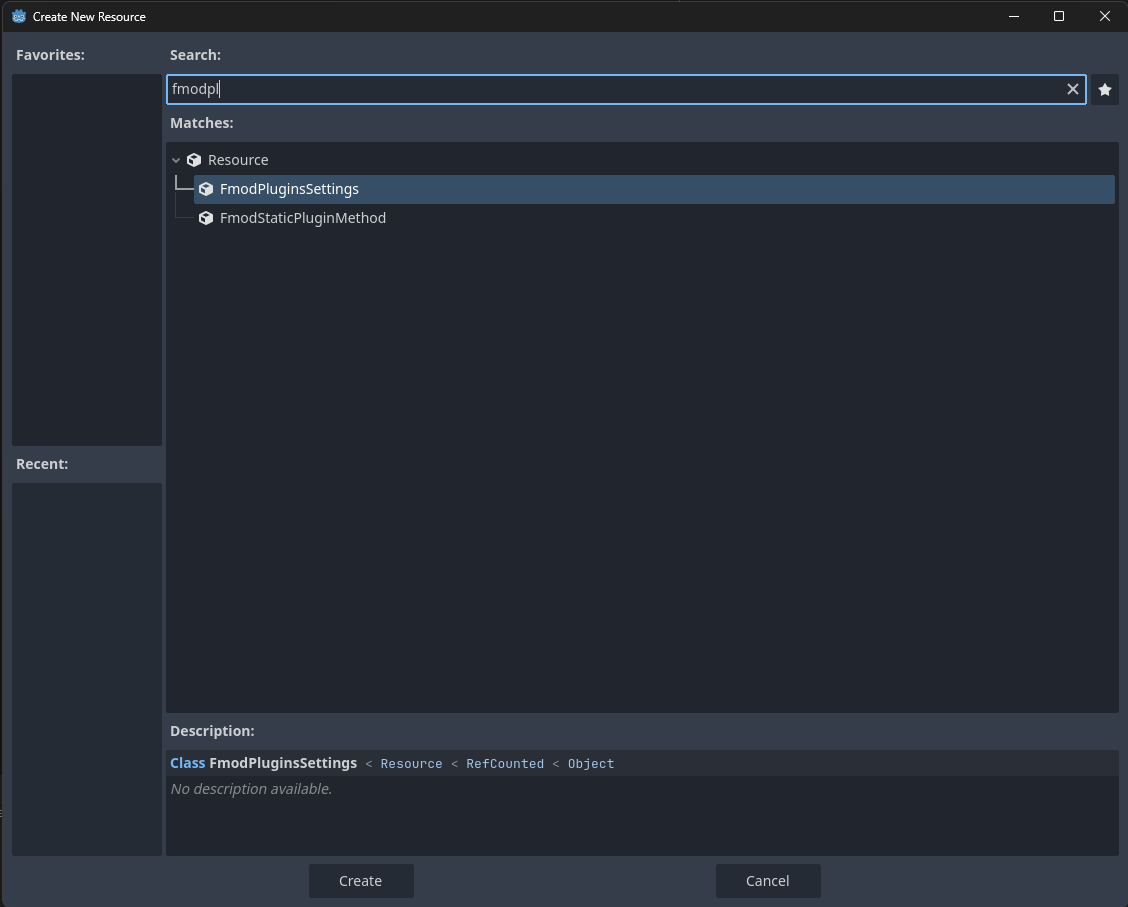 Create New Resource
Favorites:
Search:
fmodpl
Matches:
Resource
FmodPluginsSettings
FmodStaticPluginMethod
Recent:
Description:
Class FmodPluginsSettings < Resource < RefCounted < Object
No description available.
Create
Cancel